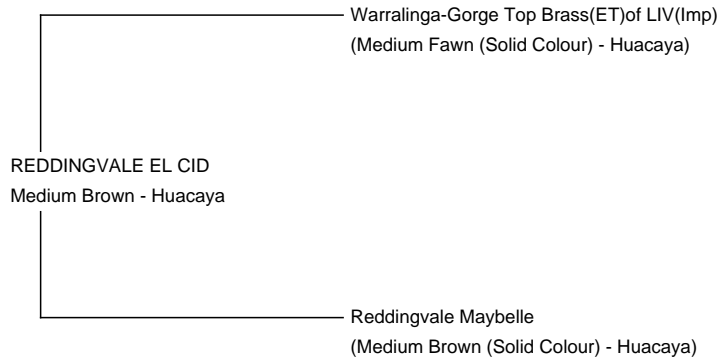 Warralinga-Gorge Top Brass(ET)of LIV(Imp)
(Medium Fawn (Solid Colour) - Huacaya)
REDDINGVALE EL CID
Medium Brown - Huacaya
Reddingvale Maybelle
(Medium Brown (Solid Colour) - Huacaya)